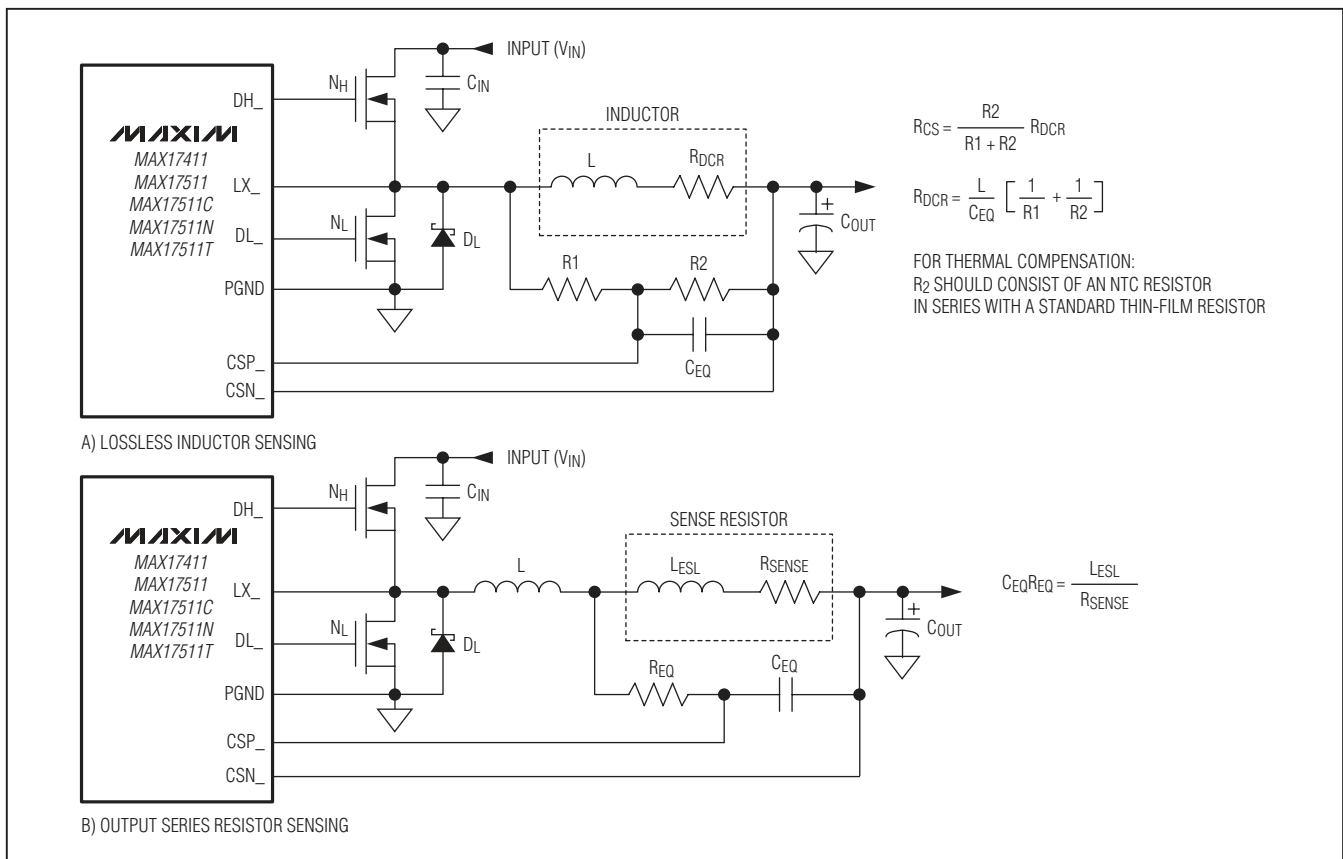 INPUT (VIN)
NH
CIN
DH_
MAXIM
MAX17411
MAX17511
MAX17511C
MAX17511N
MAX17511T
LX_
NL
DL_
DL
PGND
CSP_
CSN_
INDUCTOR
L
RDCR
COUT
+
R1
R2
CEQ
RCS = R2 / (R1 + R2) RDCR
RDCR = L / CEQ [ 1 / R1 + 1 / R2 ]
FOR THERMAL COMPENSATION:
R2 SHOULD CONSIST OF AN NTC RESISTOR
IN SERIES WITH A STANDARD THIN-FILM RESISTOR
A) LOSSLESS INDUCTOR SENSING
INPUT (VIN)
NH
CIN
DH_
MAXIM
MAX17411
MAX17511
MAX17511C
MAX17511N
MAX17511T
LX_
NL
DL_
DL
PGND
CSP_
CSN_
L
SENSE RESISTOR
LESL
RSENSE
COUT
+
REQ
CEQ
CEQREQ = LESL / RSENSE
B) OUTPUT SERIES RESISTOR SENSING